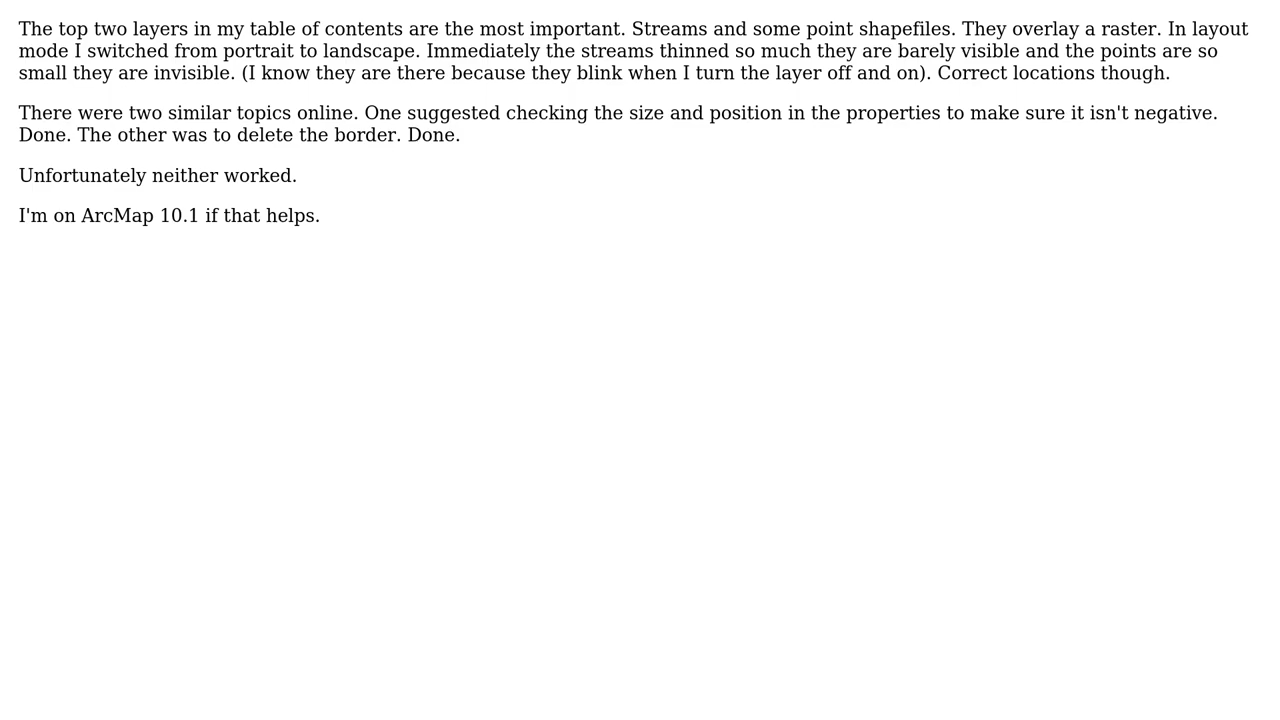 The top two layers in my table of contents are the most important. Streams and some point shapefiles. They overlay a raster. In layout
mode I switched from portrait to landscape. Immediately the streams thinned so much they are barely visible and the points are so
small they are invisible. (I know they are there because they blink when I turn the layer off and on). Correct locations though.
There were two similar topics online. One suggested checking the size and position in the properties to make sure it isn't negative.
Done. The other was to delete the border. Done.
Unfortunately neither worked.
I'm on ArcMap 10.1 if that helps.